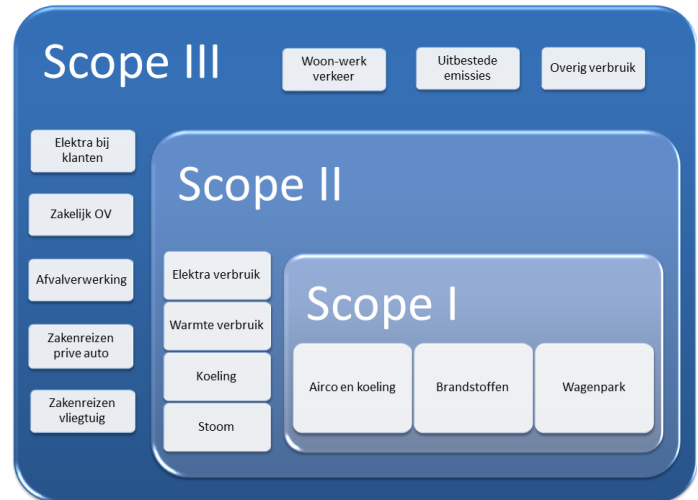 Scope III
Woon-werk
verkeer
Uitbestede
emissies
Overig verbruik
Elektra bij
klanten
Zakelijk OV
Afvalverwerking
Zakenreizen
prive auto
Zakenreizen
vliegtuig
Scope II
Elektra verbruik
Warmte verbruik
Koeling
Stoom
Scope I
Airco en koeling
Brandstoffen
Wagenpark